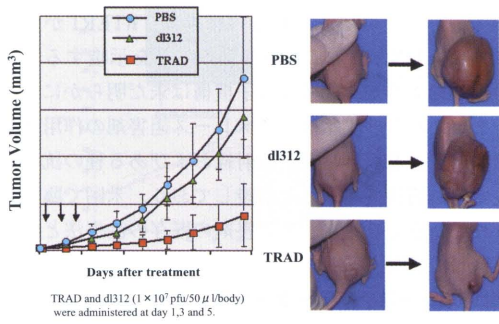 PBS
dl312
TRAD
Tumor Volume (mm³)
Days after treatment
TRAD and dl312 (1 × 10⁷ pfu/50 μ l/body)
were administered at day 1,3 and 5.
PBS
dl312
TRAD